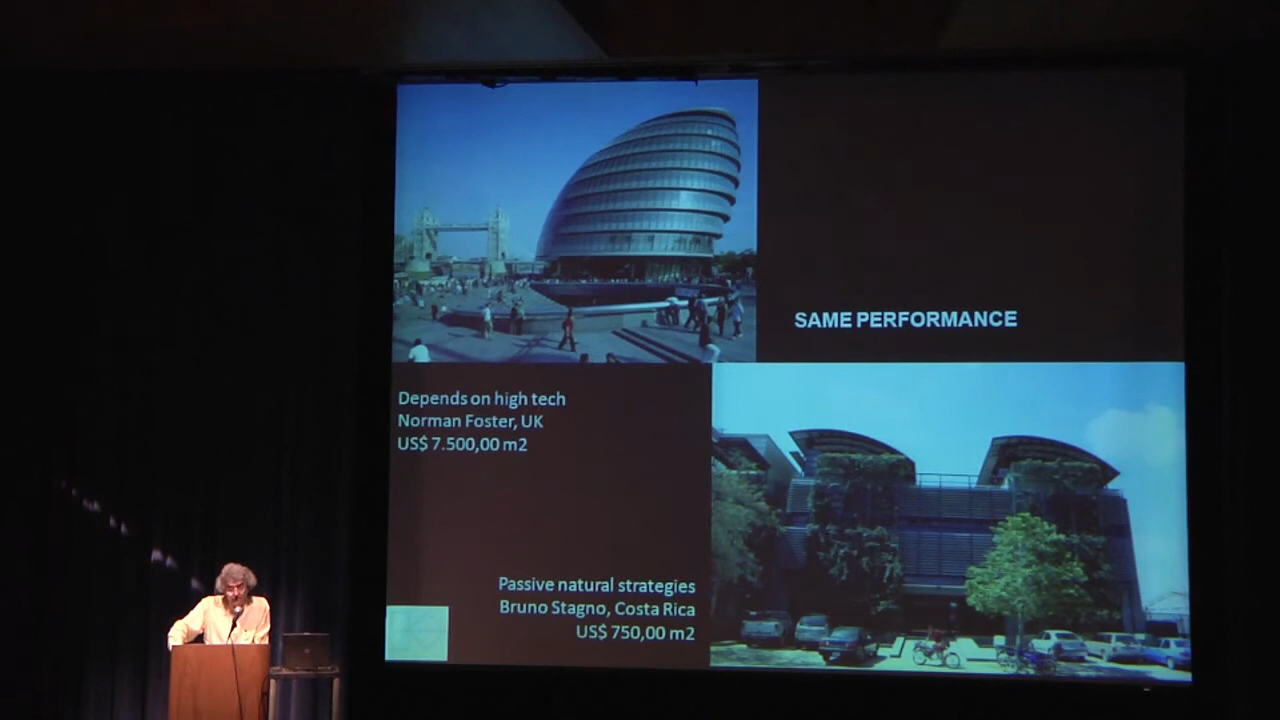 SAME PERFORMANCE
Depends on high tech
Norman Foster, UK
US$ 7.500,00 m2
Passive natural strategies
Bruno Stagno, Costa Rica
US$ 750,00 m2